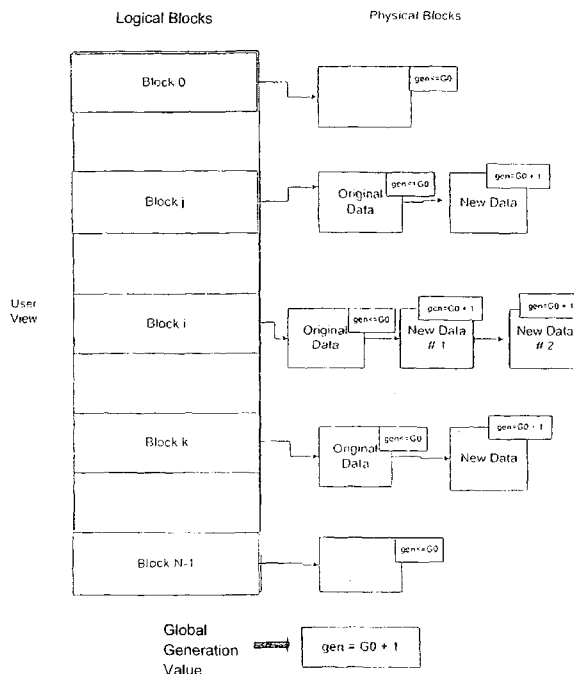 Logical Blocks
Physical Blocks
Block 0
gen<=G0
Block j
Original
Data
gen<=G0
New Data
gen=G0 + 1
User
View
Block i
Original
Data
gen<=G0
New Data
# 1
gen=G0 + 1
New Data
# 2
gen=G0 + 1
Block k
Original
Data
gen<=G0
New Data
gen=G0 + 1
Block N-1
gen<=G0
Global
Generation
Value
gen = G0 + 1